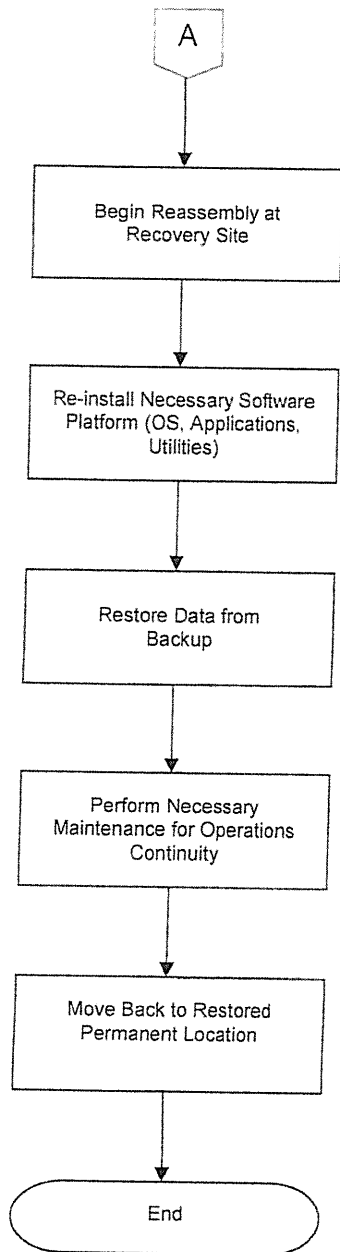 A
Begin Reassembly at
Recovery Site
Re-install Necessary Software
Platform (OS, Applications,
Utilities)
Restore Data from
Backup
Perform Necessary
Maintenance for Operations
Continuity
Move Back to Restored
Permanent Location
End